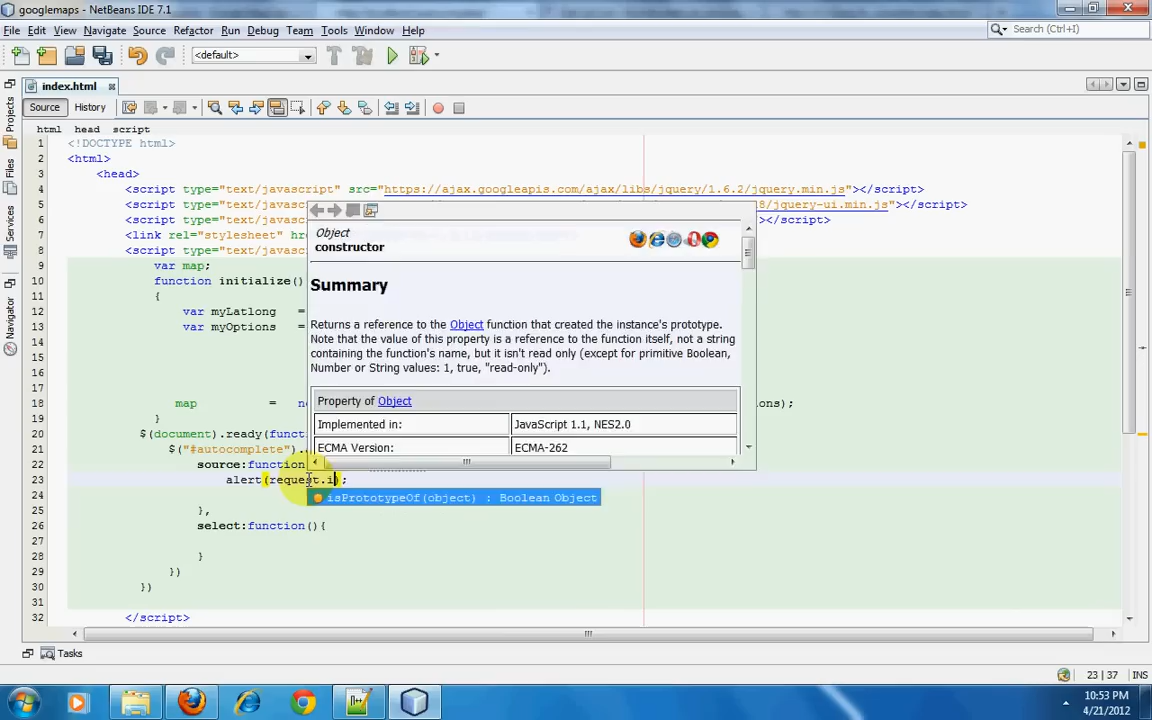 googlemaps - NetBeans IDE 7.1
File Edit View Navigate Source Refactor Run Debug Team Tools Window Help
Search (Ctrl+I)
<default>
index.html
Source History
html head script
Projects
Files
Services
Navigator
1 <!DOCTYPE html>
2 <html>
3 <head>
4 <script type="text/javascript" src="https://ajax.googleapis.com/ajax/libs/jquery/1.6.2/jquery.min.js"></script>
5 <script type="text/javasc 8/jquery-ui.min.js"></script>
6 <script type="text/javasc ></script>
7 <link rel="stylesheet" h
8 <script type="text/javasc
9 var map;
10 function initialize()
11 {
12 var myLatlong =
13 var myOptions =
14
15
16
17
18 map = ne ions);
19 }
20 $(document).ready(funct
21 $("#autocomplete").
22 source:function
23 alert(request.i);
24
25 },
26 select:function(){
27
28 }
29 })
30 })
31
32 </script>
Object
constructor
Summary
Returns a reference to the Object function that created the instance's prototype.
Note that the value of this property is a reference to the function itself, not a string
containing the function's name, but it isn't read only (except for primitive Boolean,
Number or String values: 1, true, "read-only").
Property of Object
Implemented in: JavaScript 1.1, NES2.0
ECMA Version: ECMA-262
isPrototypeOf(object) : Boolean Object
Tasks
23 | 37 INS
10:53 PM
4/21/2012